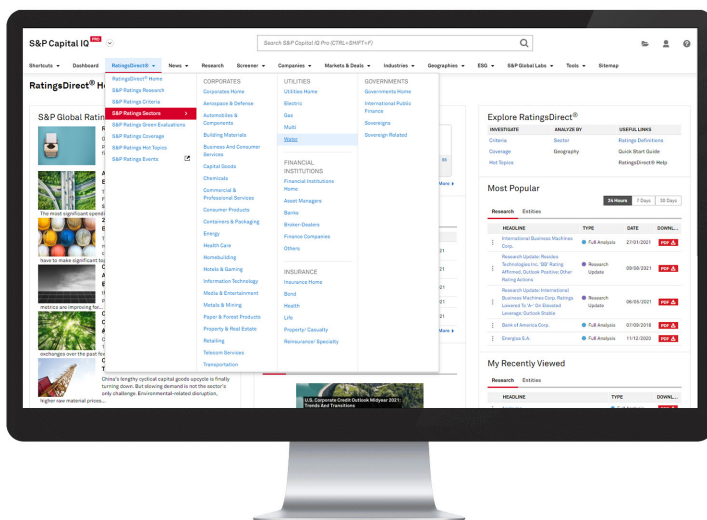 S&P Capital IQ PRO
Search S&P Capital IQ Pro (CTRL+SHIFT+F)
Shortcuts Dashboard RatingsDirect® News Research Screener Companies Markets & Deals Industries Geographies ESG S&P Global Labs Tools Sitemap
RatingsDirect® H
S&P Global Ratin
The most significant spendi
have to make significant to
metrics are improving for...
exchanges over the past fe
China's lengthy cyclical capital goods upcycle is finally
turning down. But slowing demand is not the sector's
only challenge. Environmental-related disruption,
higher raw material prices...
RatingsDirect® Home
S&P Ratings Research
S&P Ratings Criteria
S&P Ratings Sectors
S&P Ratings Green Evaluations
S&P Ratings Coverage
S&P Ratings Hot Topics
S&P Ratings Events
CORPORATES
Corporates Home
Aerospace & Defense
Automobiles &
Components
Building Materials
Business And Consumer
Services
Capital Goods
Chemicals
Commercial &
Professional Services
Consumer Products
Containers & Packaging
Energy
Health Care
Homebuilding
Hotels & Gaming
Information Technology
Media & Entertainment
Metals & Mining
Paper & Forest Products
Property & Real Estate
Retailing
Telecom Services
Transportation
UTILITIES
Utilities Home
Electric
Gas
Multi
Water
FINANCIAL
INSTITUTIONS
Financial Institutions
Home
Asset Managers
Banks
Broker-Dealers
Finance Companies
Others
INSURANCE
Insurance Home
Bond
Health
Life
Property/ Casualty
Reinsurance/ Specialty
GOVERNMENTS
Governments Home
International Public
Finance
Sovereigns
Sovereign Related
More
21
21
21
21
More
U.S. Corporate Credit Outlook Midyear 2021:
Trends And Transitions
Explore RatingsDirect®
INVESTIGATE ANALYZE BY USEFUL LINKS
Criteria Sector Ratings Definitions
Coverage Geography Quick Start Guide
Hot Topics RatingsDirect® Help
Most Popular
24 Hours 7 Days 30 Days
Research Entities
HEADLINE TYPE DATE DOWNL...
International Business Machines
Corp. Full Analysis 27/01/2021 PDF
Research Update: Resideo
Technologies Inc. 'BB' Rating
Affirmed, Outlook Positive; Other
Rating Actions Research
Update 09/08/2021 PDF
Research Update: International
Business Machines Corp. Ratings
Lowered To 'A-' On Elevated
Leverage; Outlook Stable Research
Update 06/05/2021 PDF
Bank of America Corp. Full Analysis 07/09/2018 PDF
Energias S.A. Full Analysis 11/12/2020 PDF
My Recently Viewed
Research Entities
HEADLINE TYPE DOWNL...